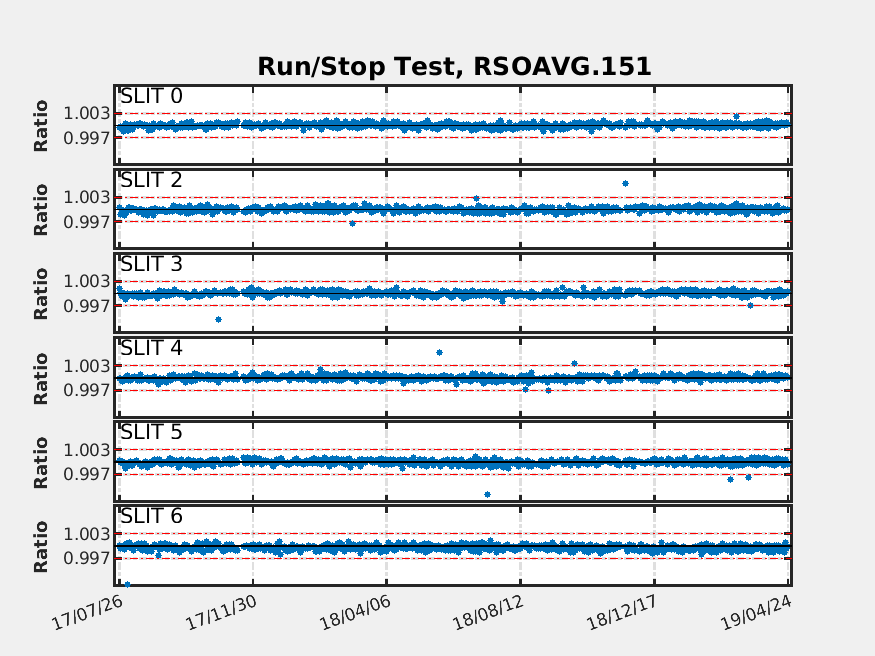 Run/Stop Test, RSOAVG.151
SLIT 0
Ratio
1.003
0.997
SLIT 2
Ratio
1.003
0.997
SLIT 3
Ratio
1.003
0.997
SLIT 4
Ratio
1.003
0.997
SLIT 5
Ratio
1.003
0.997
SLIT 6
Ratio
1.003
0.997
17/07/26 17/11/30 18/04/06 18/08/12 18/12/17 19/04/24